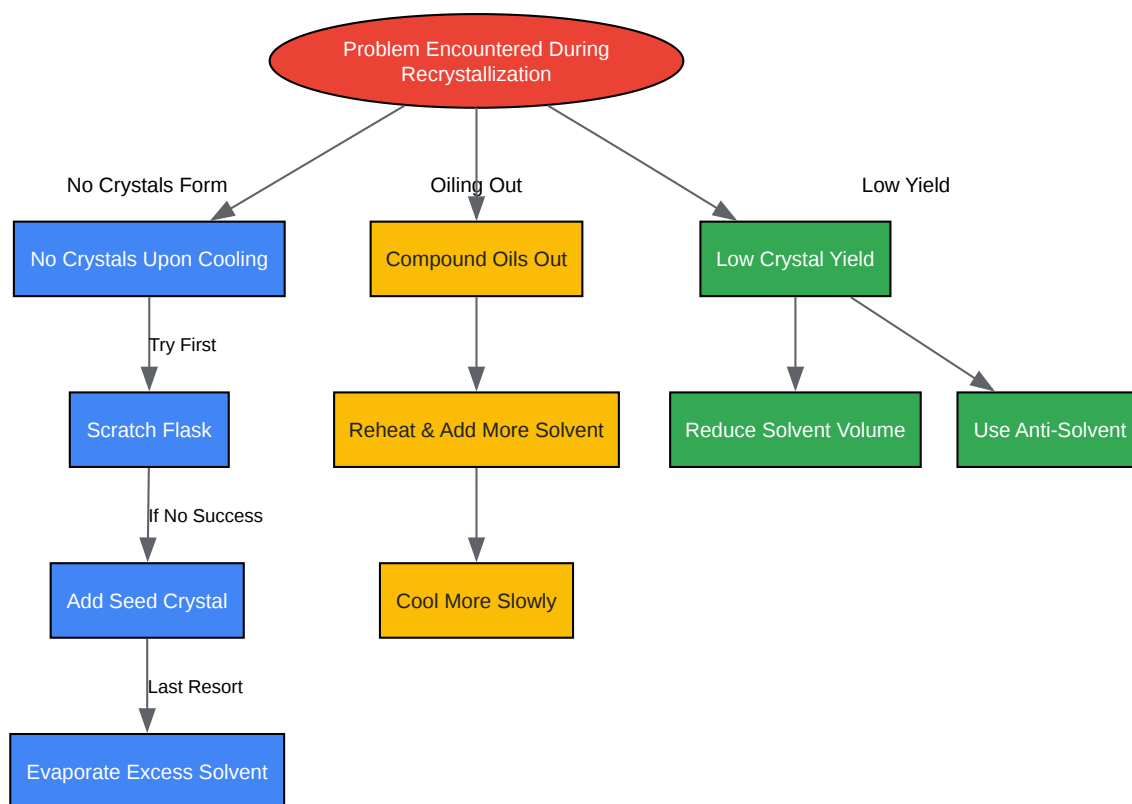 Problem Encountered During
Recrystallization
No Crystals Form
Oiling Out
Low Yield
No Crystals Upon Cooling
Compound Oils Out
Low Crystal Yield
Try First
Scratch Flask
Reheat & Add More Solvent
Reduce Solvent Volume
Use Anti-Solvent
If No Success
Add Seed Crystal
Cool More Slowly
Last Resort
Evaporate Excess Solvent